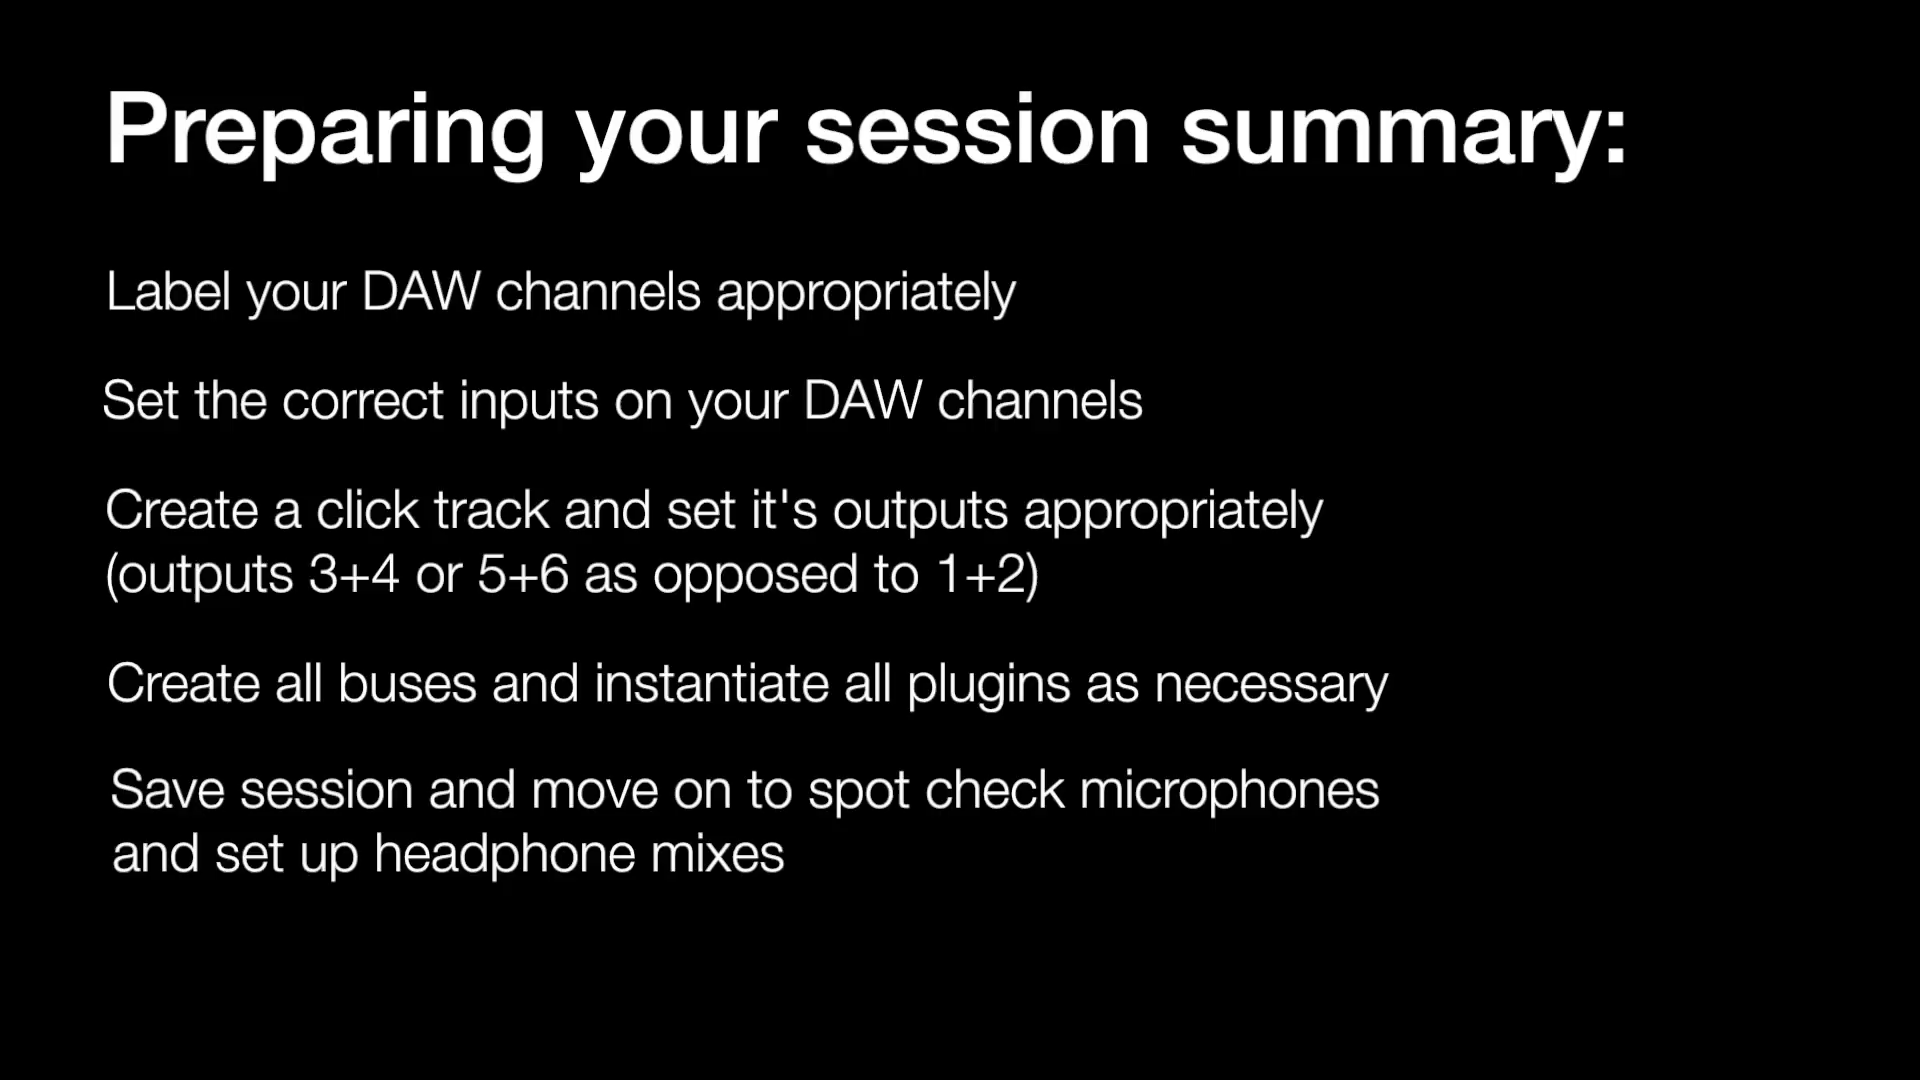 Preparing your session summary:
Label your DAW channels appropriately
Set the correct inputs on your DAW channels
Create a click track and set it's outputs appropriately
(outputs 3+4 or 5+6 as opposed to 1+2)
Create all buses and instantiate all plugins as necessary
Save session and move on to spot check microphones
and set up headphone mixes